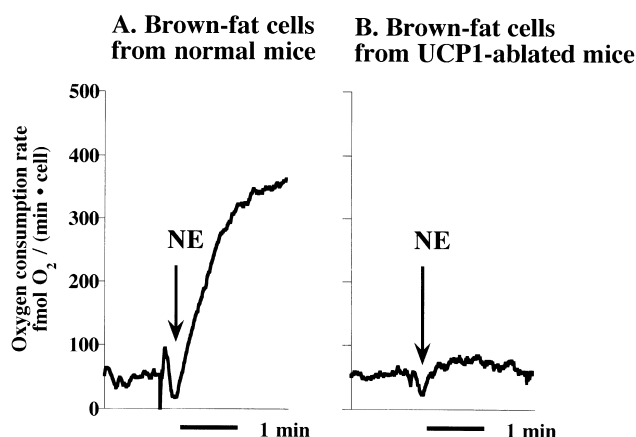 A. Brown-fat cells
from normal mice
B. Brown-fat cells
from UCP1-ablated mice
Oxygen consumption rate
fmol O₂ / (min • cell)
500
400
300
200
100
0
NE
NE
1 min
1 min